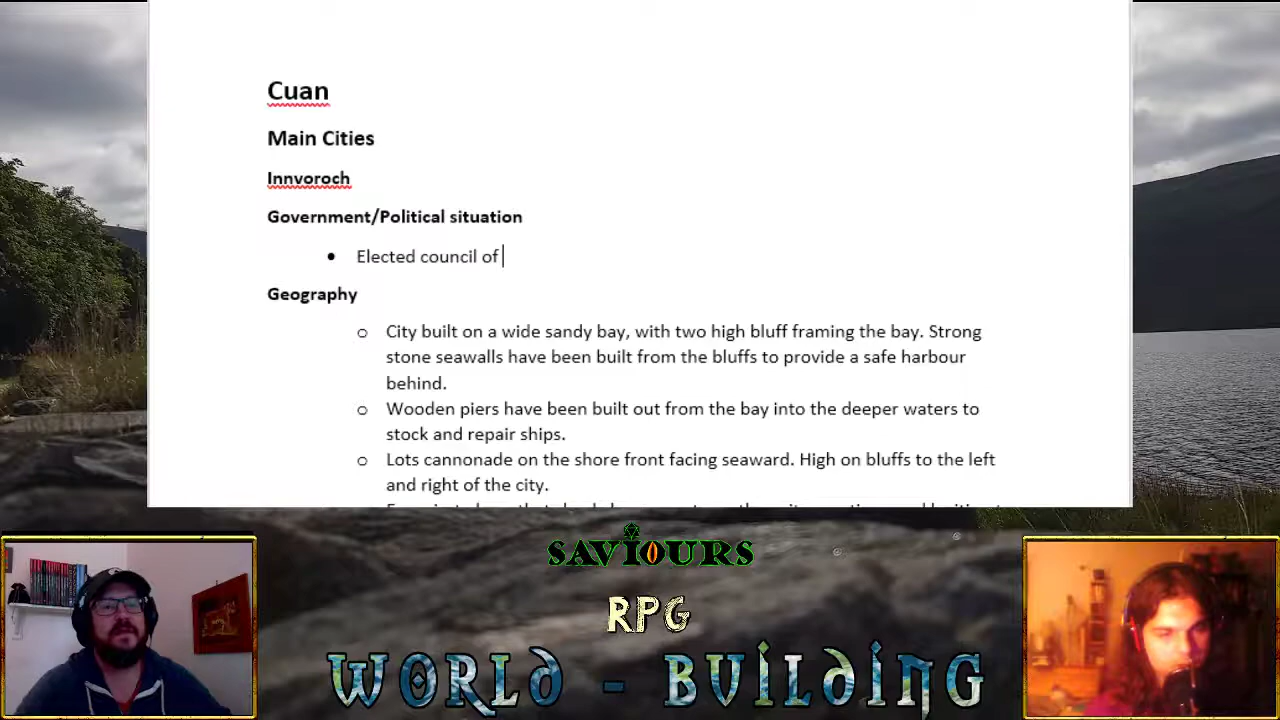 Cuan
Main Cities
Innvoroch
Government/Political situation
• Elected council of
Geography
o City built on a wide sandy bay, with two high bluff framing the bay. Strong
stone seawalls have been built from the bluffs to provide a safe harbour
behind.
o Wooden piers have been built out from the bay into the deeper waters to
stock and repair ships.
o Lots cannonade on the shore front facing seaward. High on bluffs to the left
and right of the city.
SAVIOURS
RPG
WORLD - BUILDING